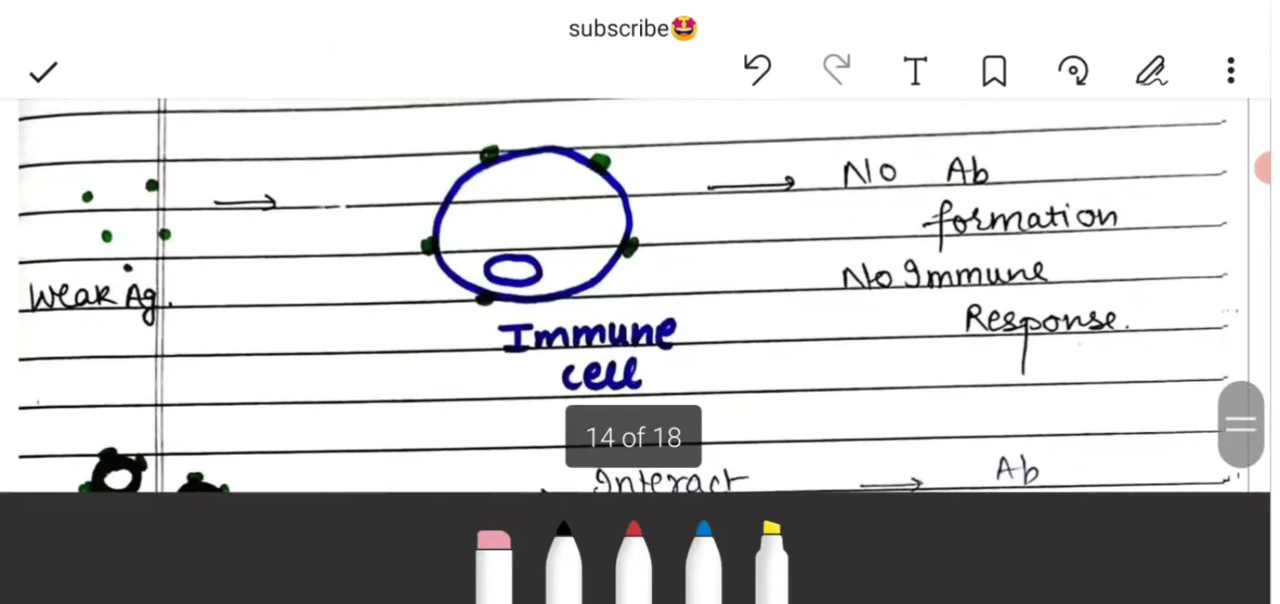 subscribe🤩
T
No Ab
formation
Weak Ag.
No Immune
Response.
Immune
cell
14 of 18
Interact
Ab